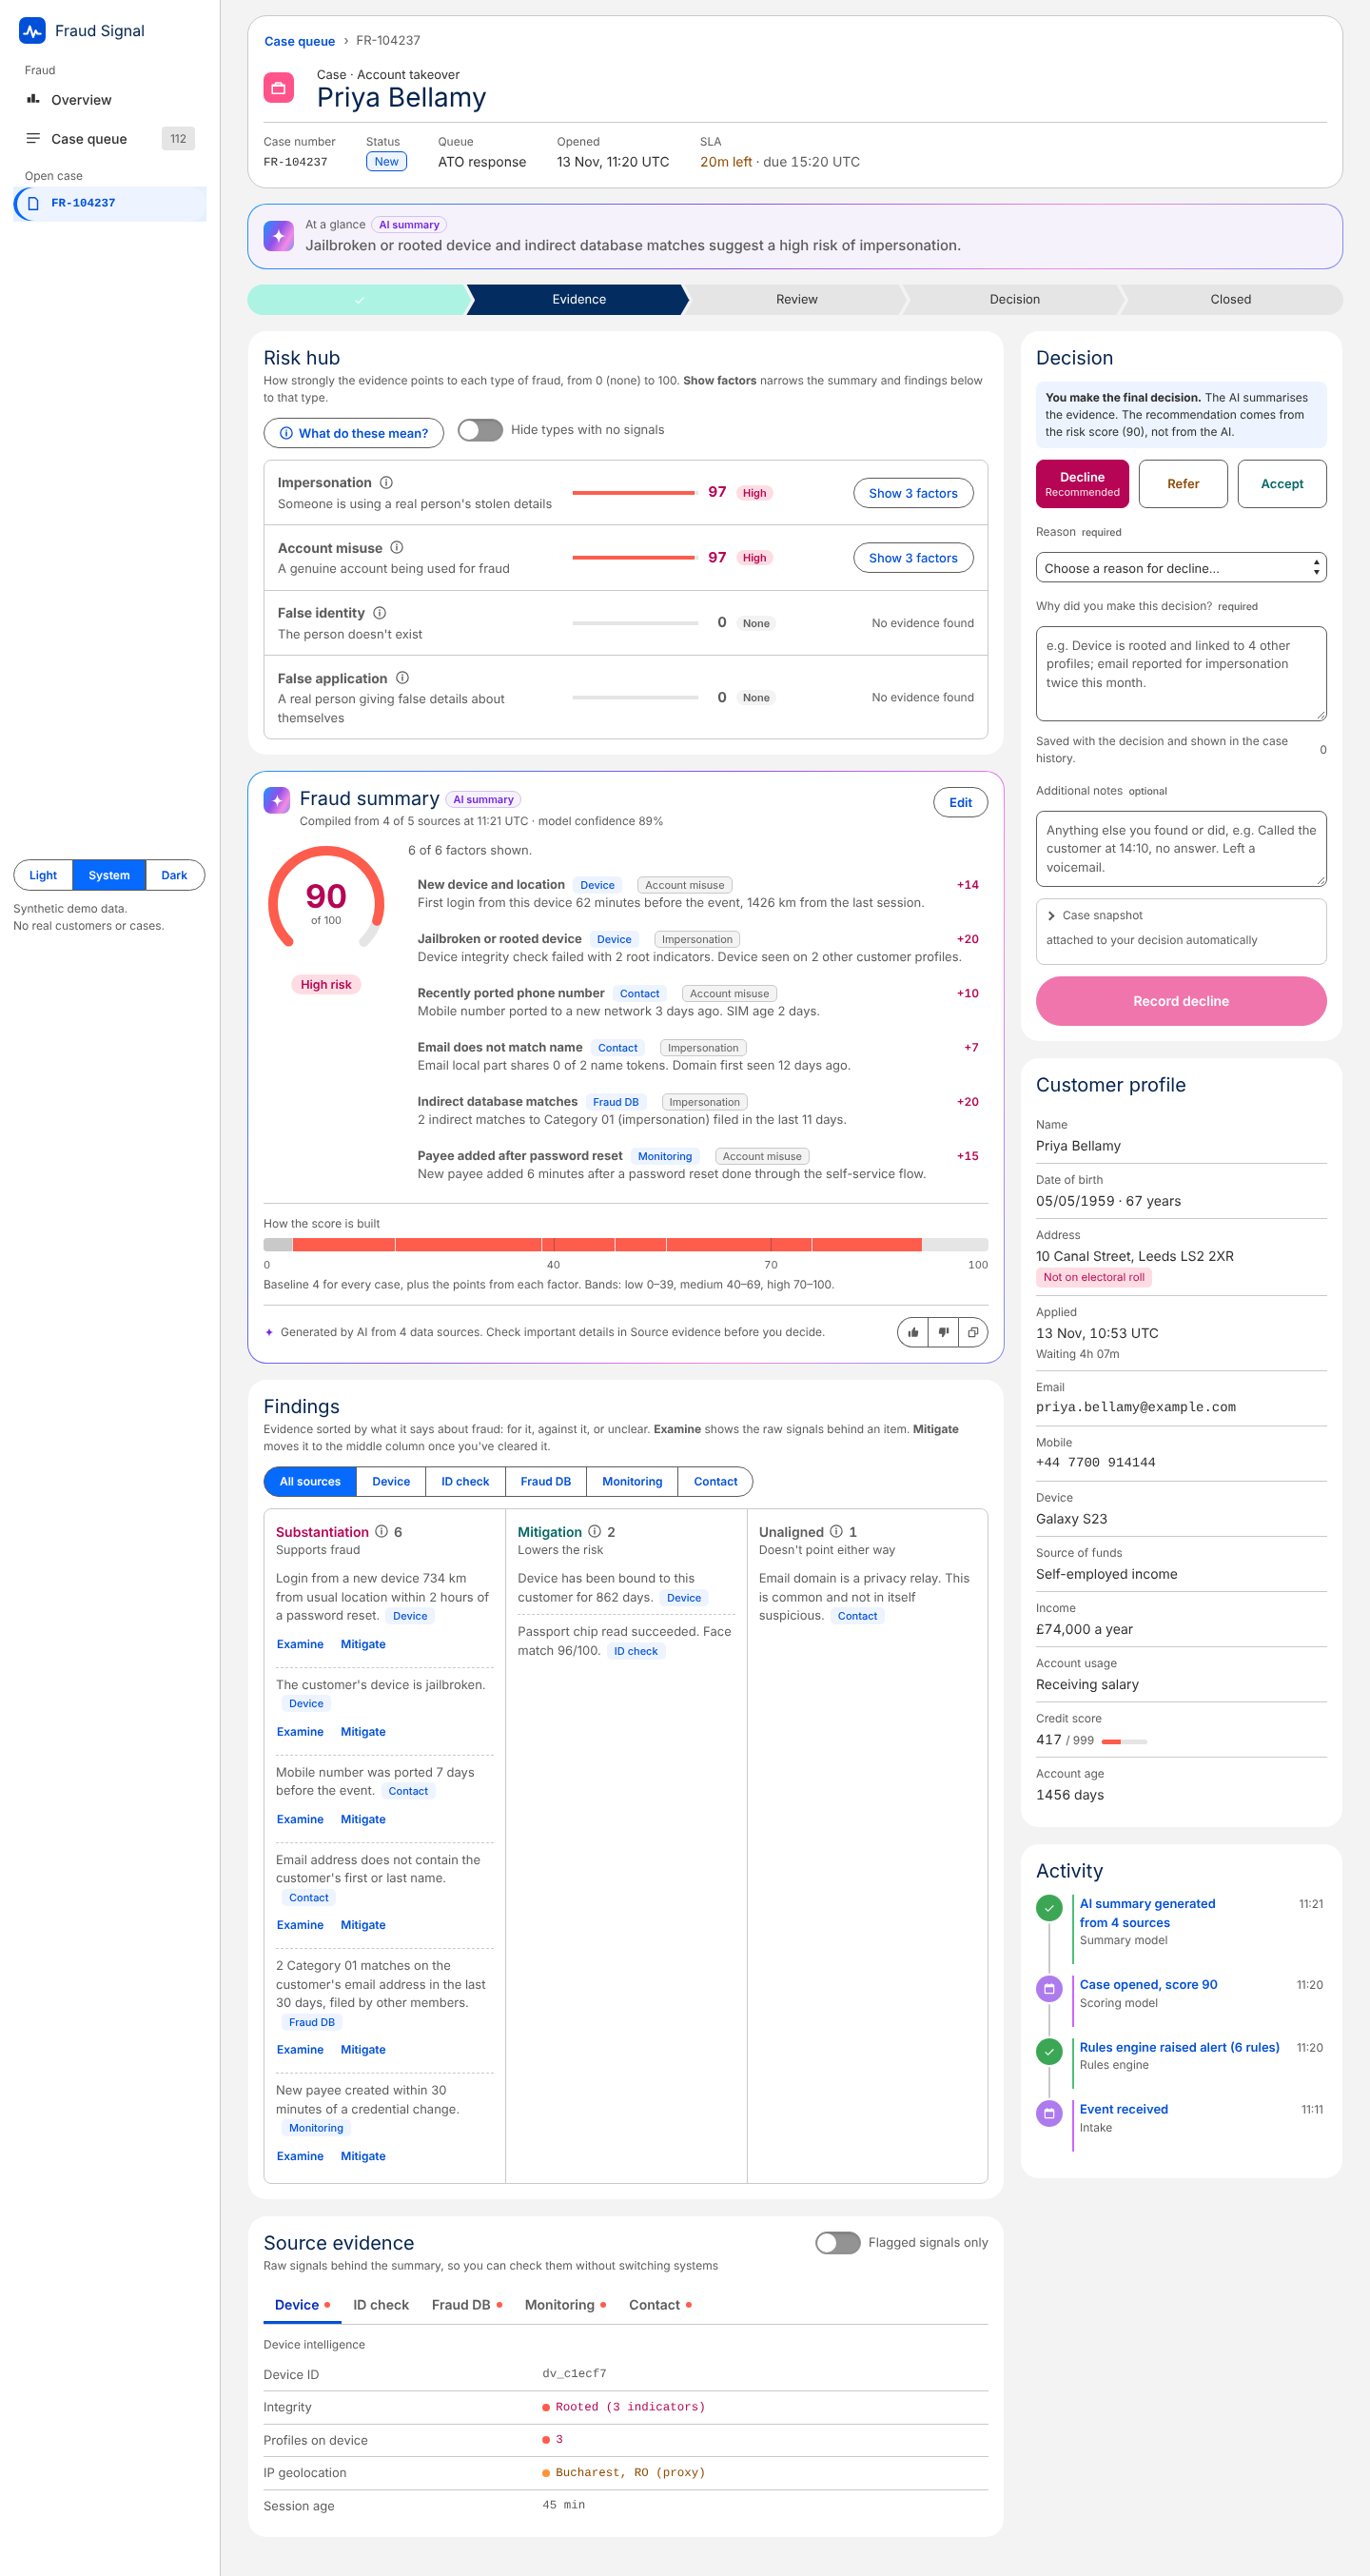 Fraud Signal
Fraud
Overview
Case queue 112
Open case
FR-104237
Light System Dark
Synthetic demo data.
No real customers or cases.
Case queue › FR-104237
Case · Account takeover
Priya Bellamy
Case number Status Queue Opened SLA
FR-104237 New ATO response 13 Nov, 11:20 UTC 20m left · due 15:20 UTC
At a glance AI summary
Jailbroken or rooted device and indirect database matches suggest a high risk of impersonation.
Evidence Review Decision Closed
Risk hub
How strongly the evidence points to each type of fraud, from 0 (none) to 100. Show factors narrows the summary and findings below
to that type.
What do these mean? Hide types with no signals
Impersonation
Someone is using a real person's stolen details 97 High Show 3 factors
Account misuse
A genuine account being used for fraud 97 High Show 3 factors
False identity
The person doesn't exist 0 None No evidence found
False application
A real person giving false details about
themselves 0 None No evidence found
Fraud summary AI summary Edit
Compiled from 4 of 5 sources at 11:21 UTC · model confidence 89%
90
of 100
High risk
6 of 6 factors shown.
New device and location Device Account misuse +14
First login from this device 62 minutes before the event, 1426 km from the last session.
Jailbroken or rooted device Device Impersonation +20
Device integrity check failed with 2 root indicators. Device seen on 2 other customer profiles.
Recently ported phone number Contact Account misuse +10
Mobile number ported to a new network 3 days ago. SIM age 2 days.
Email does not match name Contact Impersonation +7
Email local part shares 0 of 2 name tokens. Domain first seen 12 days ago.
Indirect database matches Fraud DB Impersonation +20
2 indirect matches to Category 01 (impersonation) filed in the last 11 days.
Payee added after password reset Monitoring Account misuse +15
New payee added 6 minutes after a password reset done through the self-service flow.
How the score is built
0 40 70 100
Baseline 4 for every case, plus the points from each factor. Bands: low 0–39, medium 40–69, high 70–100.
Generated by AI from 4 data sources. Check important details in Source evidence before you decide.
Findings
Evidence sorted by what it says about fraud: for it, against it, or unclear. Examine shows the raw signals behind an item. Mitigate
moves it to the middle column once you've cleared it.
All sources Device ID check Fraud DB Monitoring Contact
Substantiation 6
Supports fraud
Login from a new device 734 km
from usual location within 2 hours of
a password reset. Device
Examine Mitigate
The customer's device is jailbroken.
Device
Examine Mitigate
Mobile number was ported 7 days
before the event. Contact
Examine Mitigate
Email address does not contain the
customer's first or last name.
Contact
Examine Mitigate
2 Category 01 matches on the
customer's email address in the last
30 days, filed by other members.
Fraud DB
Examine Mitigate
New payee created within 30
minutes of a credential change.
Monitoring
Examine Mitigate
Mitigation 2
Lowers the risk
Device has been bound to this
customer for 862 days. Device
Passport chip read succeeded. Face
match 96/100. ID check
Unaligned 1
Doesn't point either way
Email domain is a privacy relay. This
is common and not in itself
suspicious. Contact
Source evidence Flagged signals only
Raw signals behind the summary, so you can check them without switching systems
Device ID check Fraud DB Monitoring Contact
Device intelligence
Device ID dv_c1ecf7
Integrity Rooted (3 indicators)
Profiles on device 3
IP geolocation Bucharest, RO (proxy)
Session age 45 min
Decision
You make the final decision. The AI summarises
the evidence. The recommendation comes from
the risk score (90), not from the AI.
Decline Refer Accept
Recommended
Reason required
Choose a reason for decline...
Why did you make this decision? required
e.g. Device is rooted and linked to 4 other
profiles; email reported for impersonation
twice this month.
Saved with the decision and shown in the case
history. 0
Additional notes optional
Anything else you found or did, e.g. Called the
customer at 14:10, no answer. Left a
voicemail.
Case snapshot
attached to your decision automatically
Record decline
Customer profile
Name
Priya Bellamy
Date of birth
05/05/1959 · 67 years
Address
10 Canal Street, Leeds LS2 2XR
Not on electoral roll
Applied
13 Nov, 10:53 UTC
Waiting 4h 07m
Email
priya.bellamy@example.com
Mobile
+44 7700 914144
Device
Galaxy S23
Source of funds
Self-employed income
Income
£74,000 a year
Account usage
Receiving salary
Credit score
417 / 999
Account age
1456 days
Activity
AI summary generated 11:21
from 4 sources
Summary model
Case opened, score 90 11:20
Scoring model
Rules engine raised alert (6 rules) 11:20
Rules engine
Event received 11:11
Intake